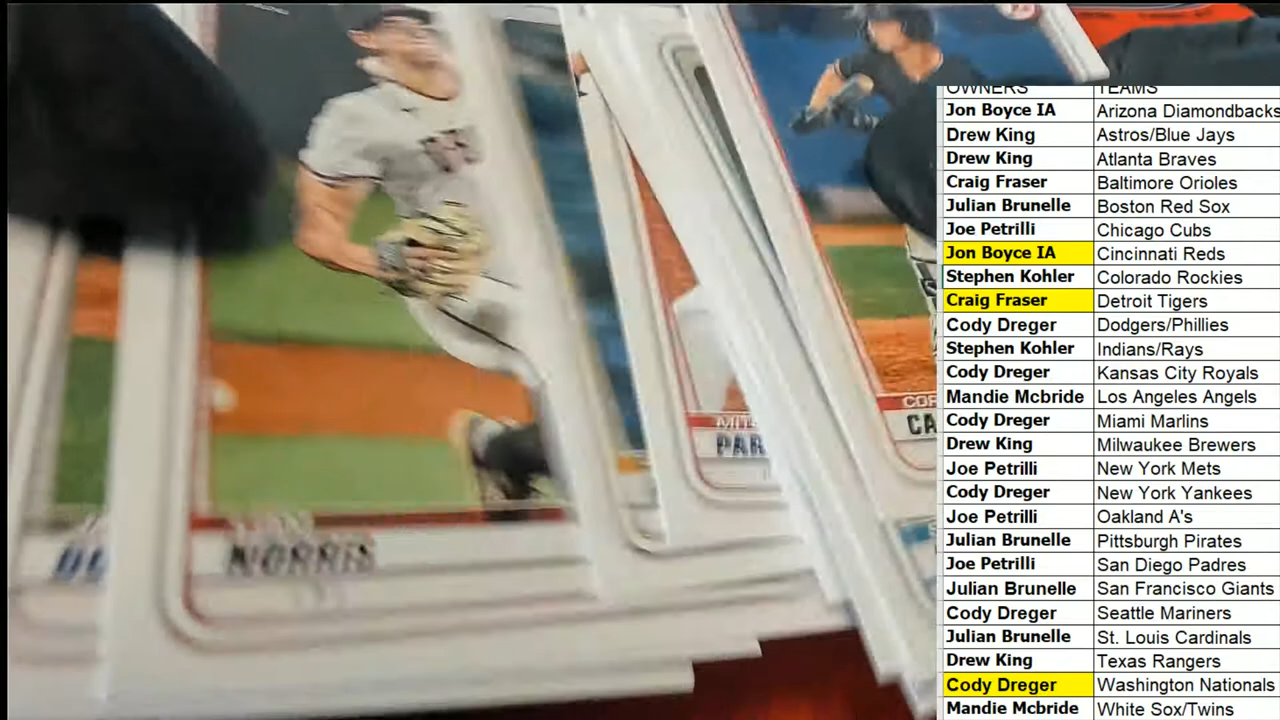 OWNERS TEAMS
Jon Boyce IA Arizona Diamondbacks
Drew King Astros/Blue Jays
Drew King Atlanta Braves
Craig Fraser Baltimore Orioles
Julian Brunelle Boston Red Sox
Joe Petrilli Chicago Cubs
Jon Boyce IA Cincinnati Reds
Stephen Kohler Colorado Rockies
Craig Fraser Detroit Tigers
Cody Dreger Dodgers/Phillies
Stephen Kohler Indians/Rays
Cody Dreger Kansas City Royals
Mandie Mcbride Los Angeles Angels
Cody Dreger Miami Marlins
Drew King Milwaukee Brewers
Joe Petrilli New York Mets
Cody Dreger New York Yankees
Joe Petrilli Oakland A's
Julian Brunelle Pittsburgh Pirates
Joe Petrilli San Diego Padres
Julian Brunelle San Francisco Giants
Cody Dreger Seattle Mariners
Julian Brunelle St. Louis Cardinals
Drew King Texas Rangers
Cody Dreger Washington Nationals
Mandie Mcbride White Sox/Twins
COR
CA
PAR
NORRIS